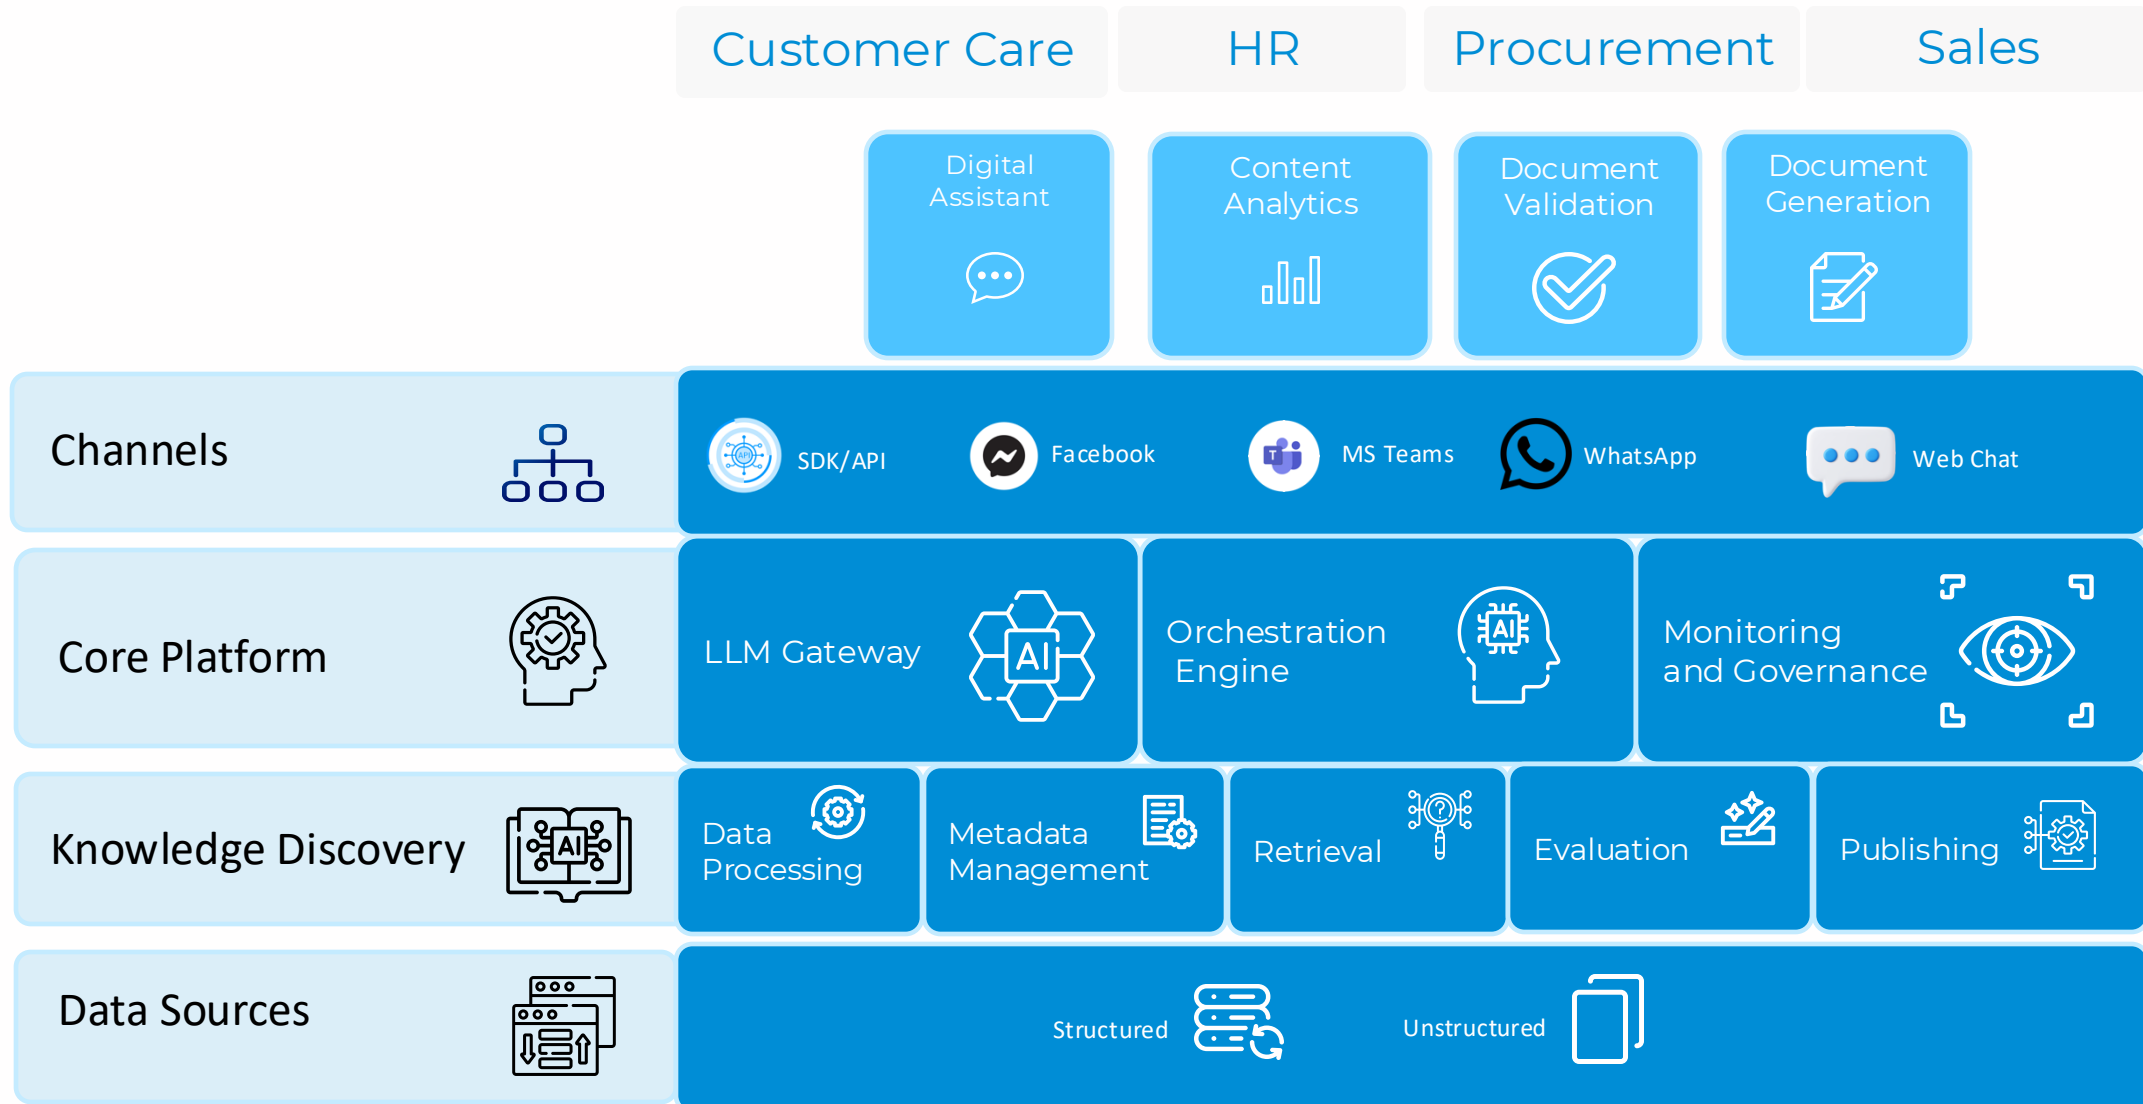 Customer Care
HR
Procurement
Sales
Digital
Assistant
Content
Analytics
Document
Validation
Document
Generation
Channels
API
SDK/API
Facebook
T
MS Teams
WhatsApp
Web Chat
Core Platform
LLM Gateway
AI
Orchestration
Engine
AI
Monitoring
and Governance
Knowledge Discovery
AI
Data
Processing
Metadata
Management
Retrieval
?
Evaluation
Publishing
Data Sources
Structured
Unstructured